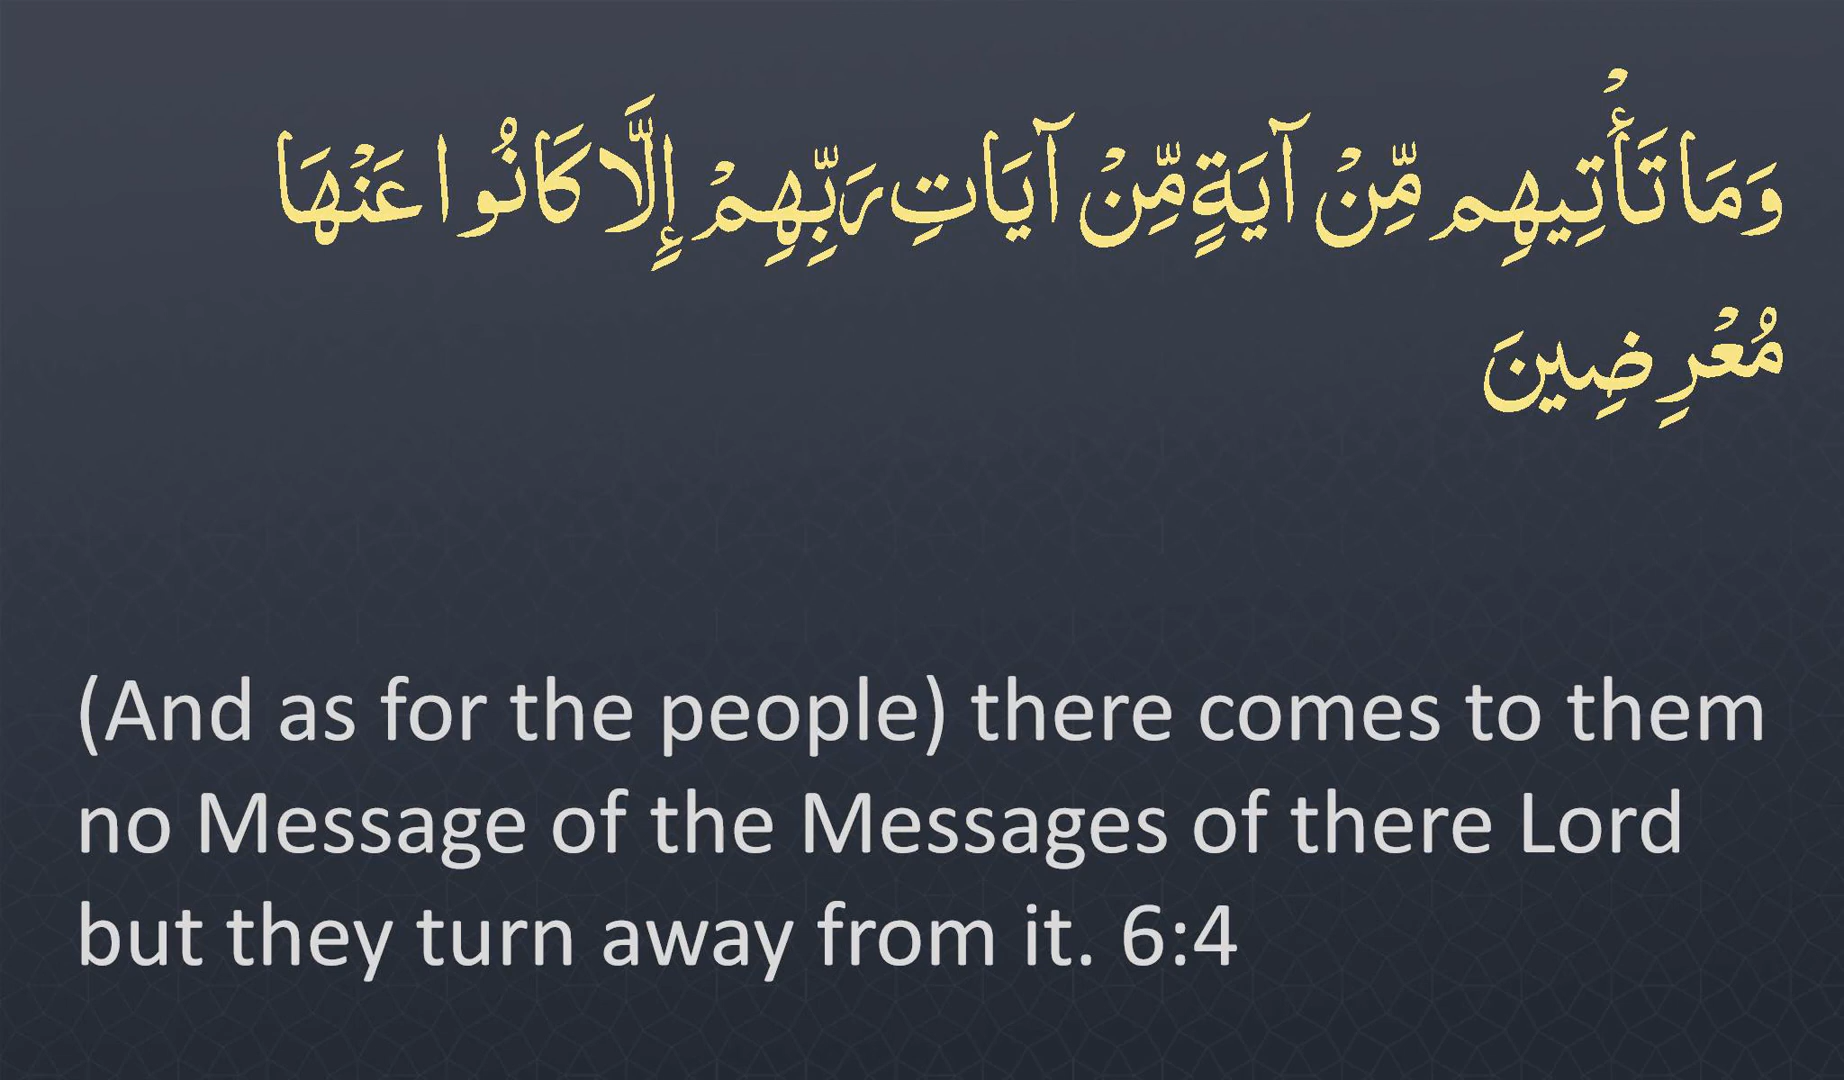 وَمَا تَأْتِيهِم مِّنْ آيَةٍ مِّنْ آيَاتِ رَبِّهِمْ إِلَّا كَانُوا عَنْهَا
مُعْرِضِينَ
(And as for the people) there comes to them
no Message of the Messages of there Lord
but they turn away from it. 6:4